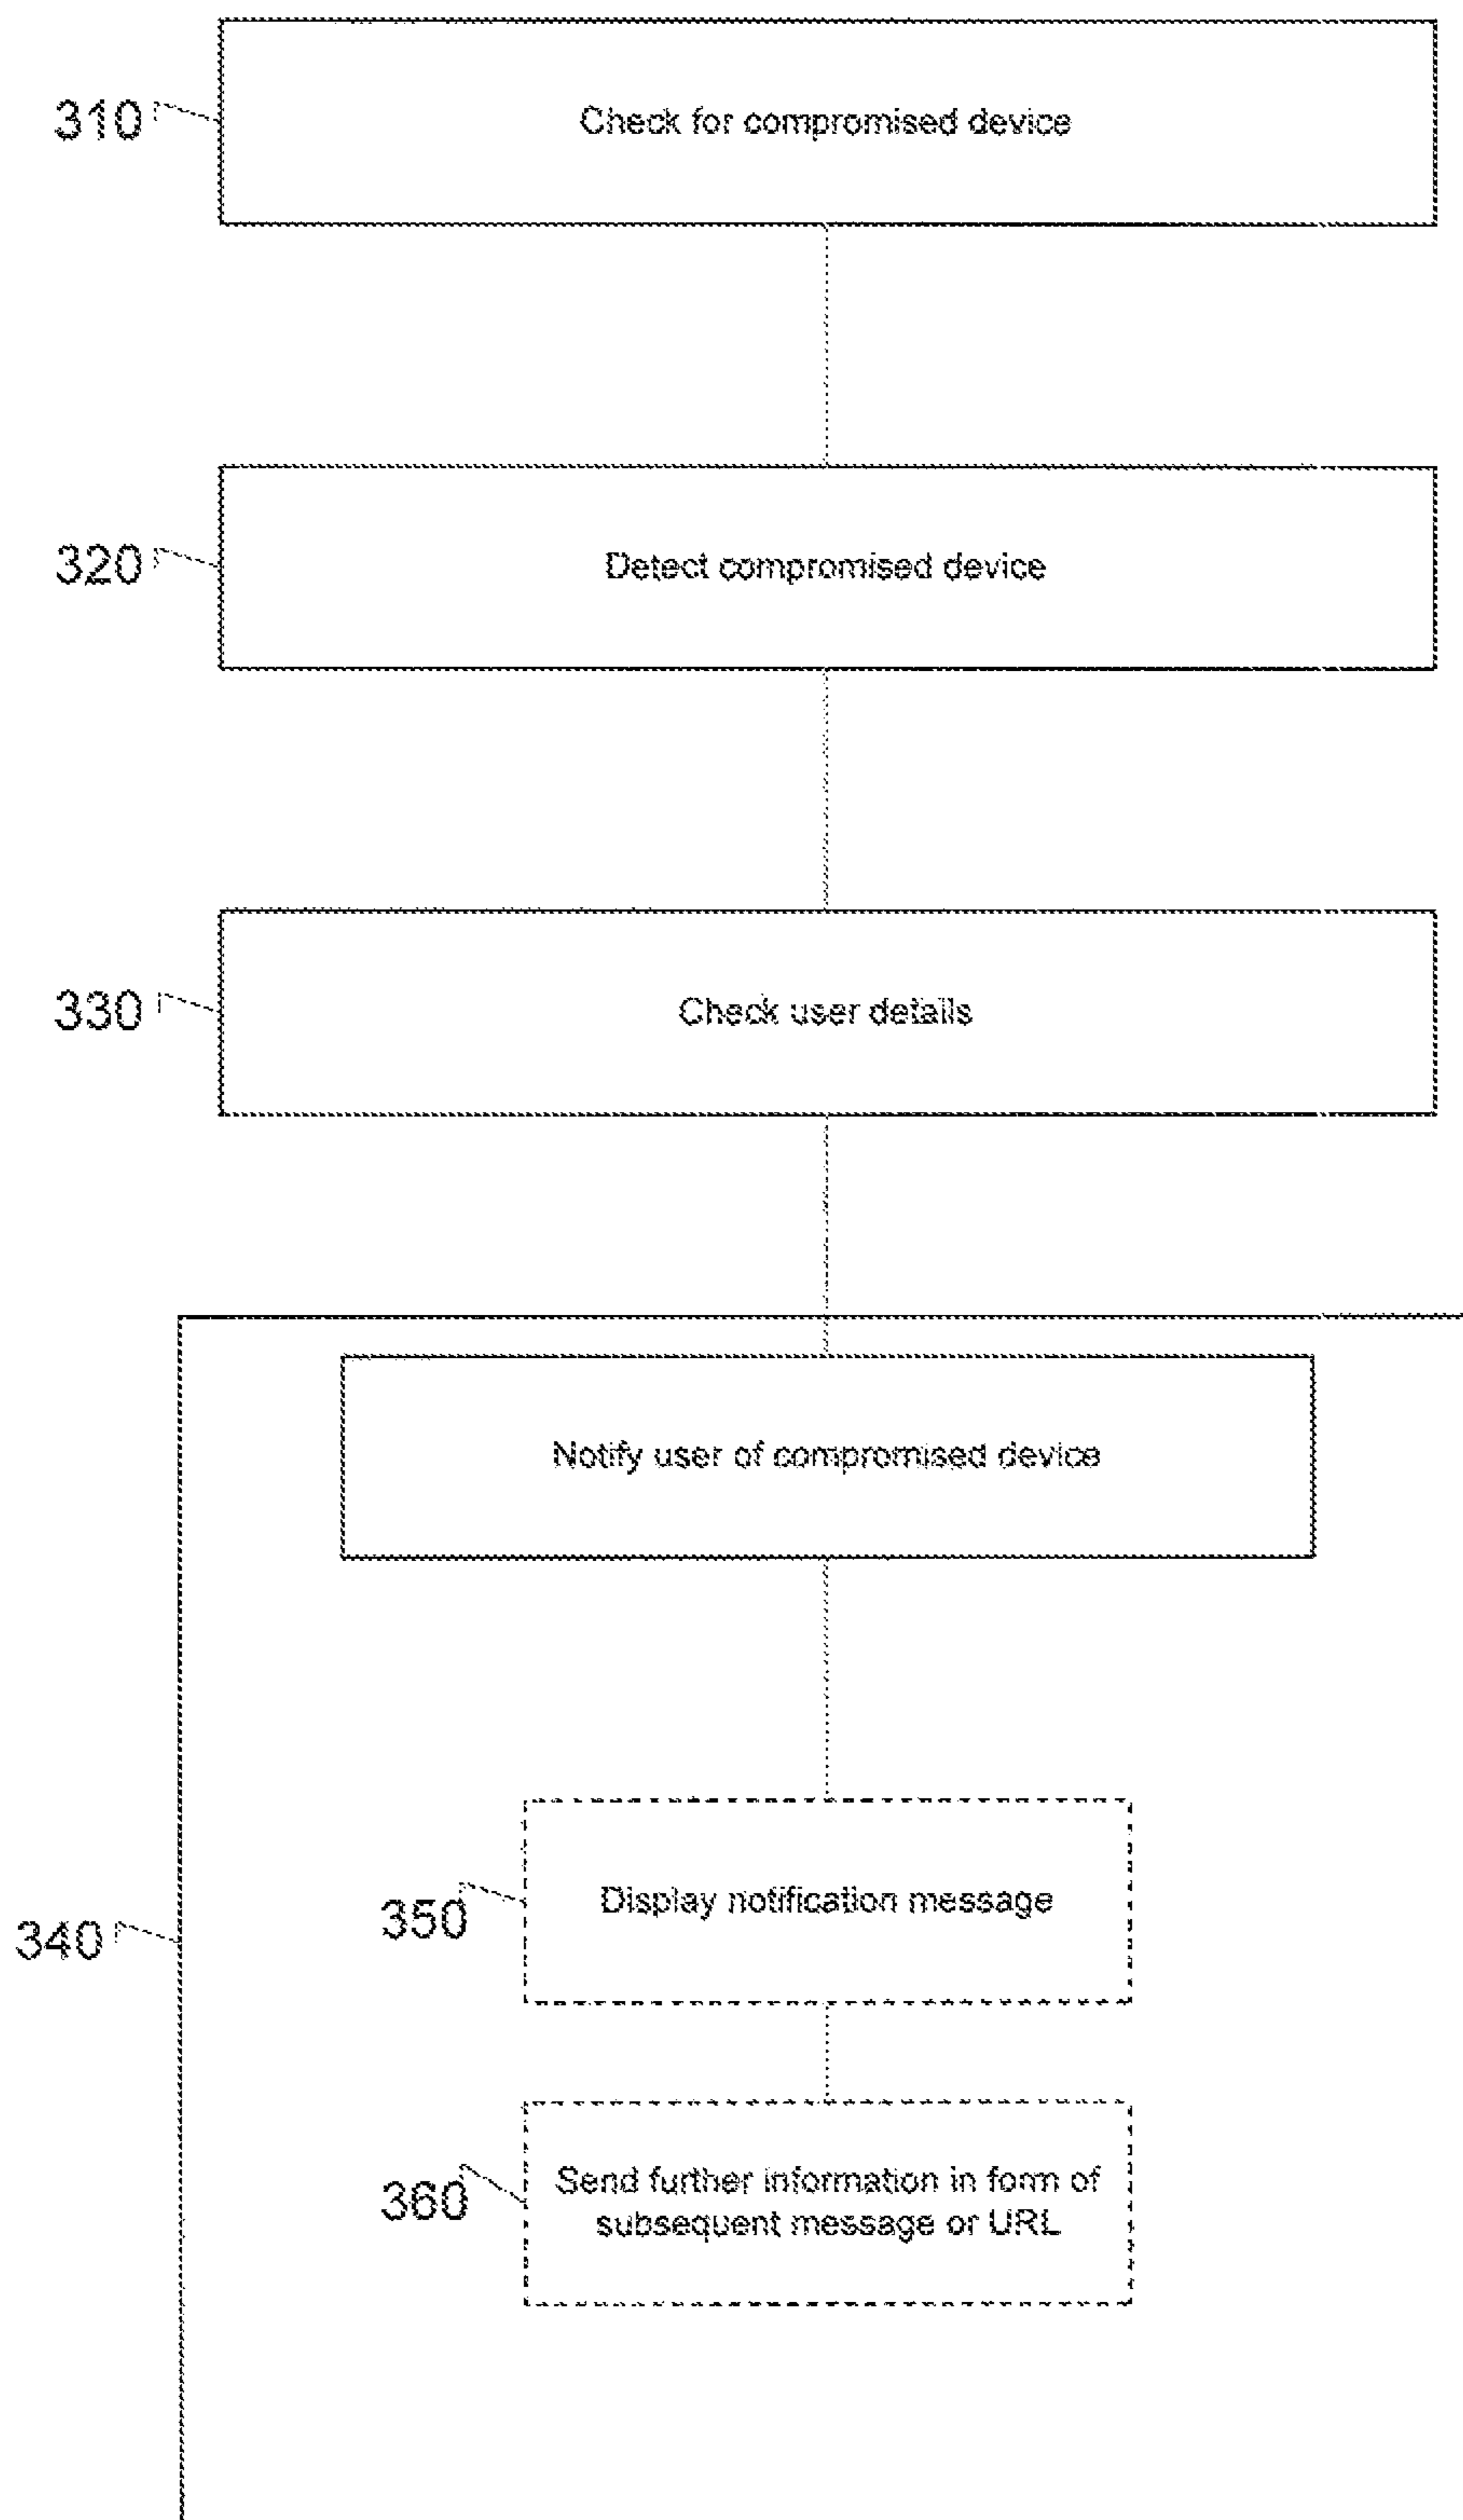 310
Check for compromised device
320
Detect compromised device
330
Check user details
Notify user of compromised device
350
Display notification message
340
360
Send further information in form of
subsequent message or URL